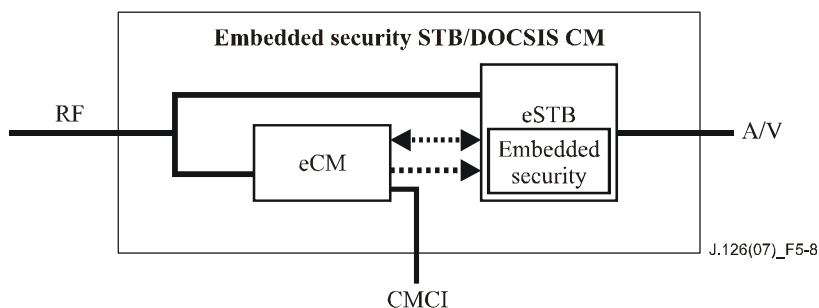 Embedded security STB/DOCSIS CM
RF
eSTB
A/V
Embedded
security
eCM
J.126(07)_F5-8
CMCI